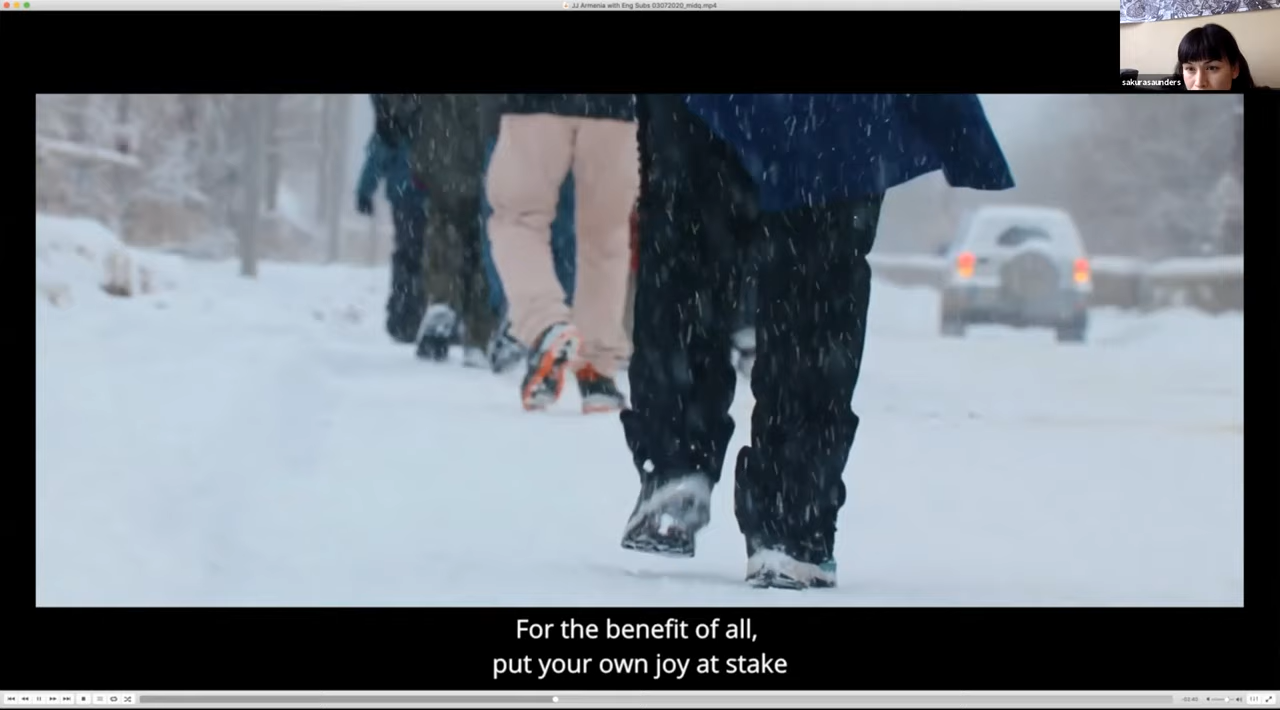 JJ Armenia with Eng Subs 03072020_midq.mp4
sakurasaunders
For the benefit of all,
put your own joy at stake